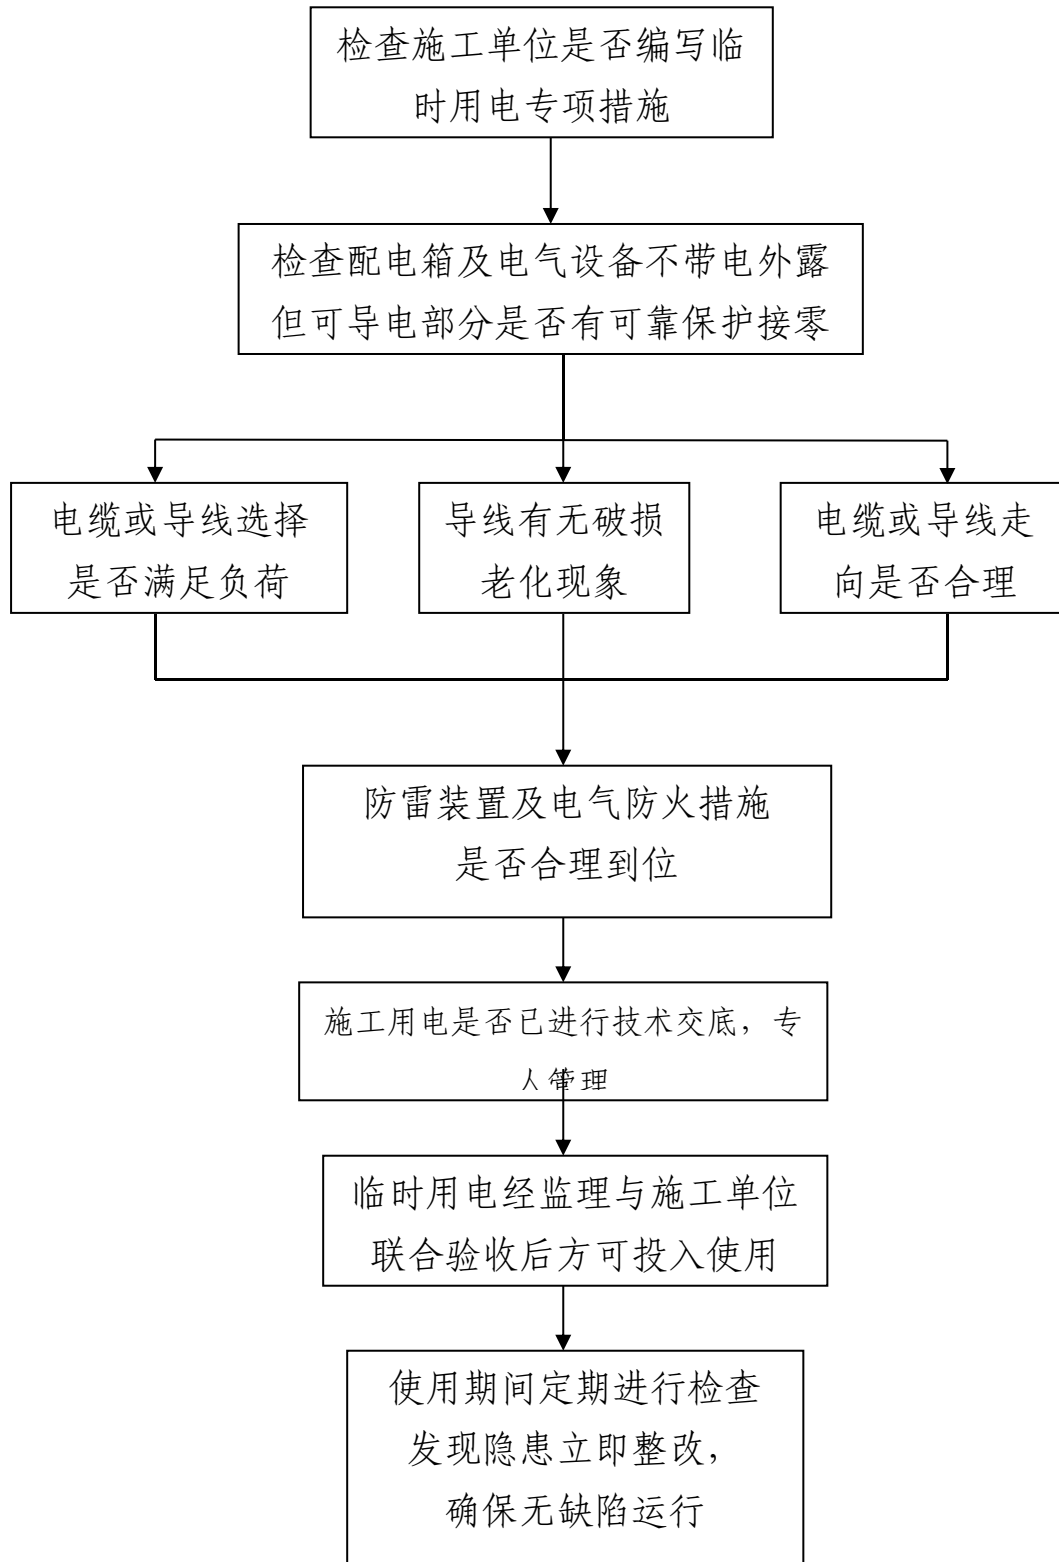 检查施工单位是否编写临
时用电专项措施
检查配电箱及电气设备不带电外露
但可导电部分是否有可靠保护接零
电缆或导线选择
是否满足负荷
导线有无破损
老化现象
电缆或导线走
向是否合理
防雷装置及电气防火措施
是否合理到位
施工用电是否已进行技术交底，专
人管理
临时用电经监理与施工单位
联合验收后方可投入使用
使用期间定期进行检查
发现隐患立即整改，
确保无缺陷运行